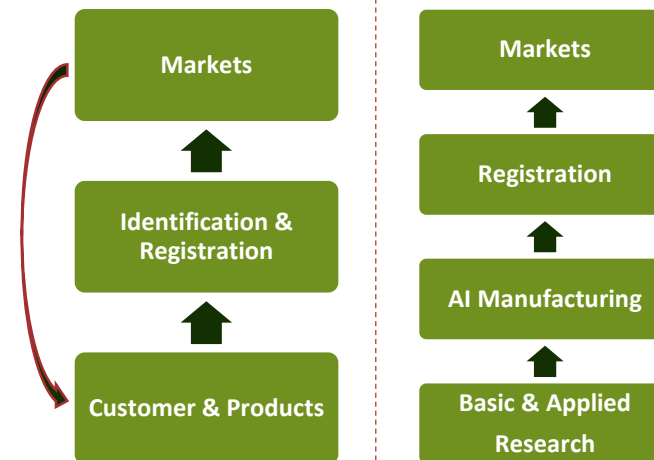 Markets
Identification &
Registration
Customer & Products
Markets
Registration
AI Manufacturing
Basic & Applied
Research